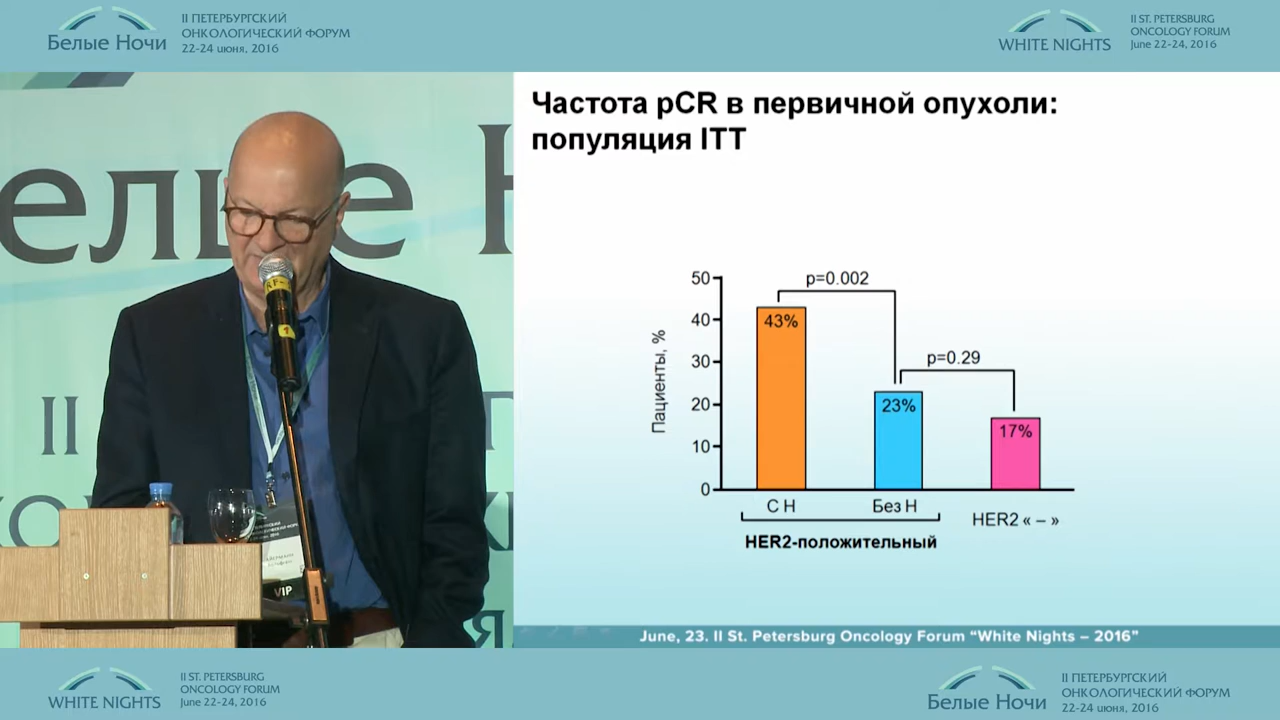 Белые Ночи
II ПЕТЕРБУРГСКИЙ
ОНКОЛОГИЧЕСКИЙ ФОРУМ
22-24 июня, 2016
WHITE NIGHTS
II ST. PETERSBURG
ONCOLOGY FORUM
June 22-24, 2016
елые Н
II
VIP
Частота pCR в первичной опухоли:
популяция ITT
Пациенты, %
50
40
30
20
10
0
p=0.002
p=0.29
43%
23%
17%
С Н
Без Н
HER2 « – »
HER2-положительный
June, 23. II St. Petersburg Oncology Forum “White Nights – 2016”
WHITE NIGHTS
II ST. PETERSBURG
ONCOLOGY FORUM
June 22-24, 2016
Белые Ночи
II ПЕТЕРБУРГСКИЙ
ОНКОЛОГИЧЕСКИЙ ФОРУМ
22-24 июня, 2016